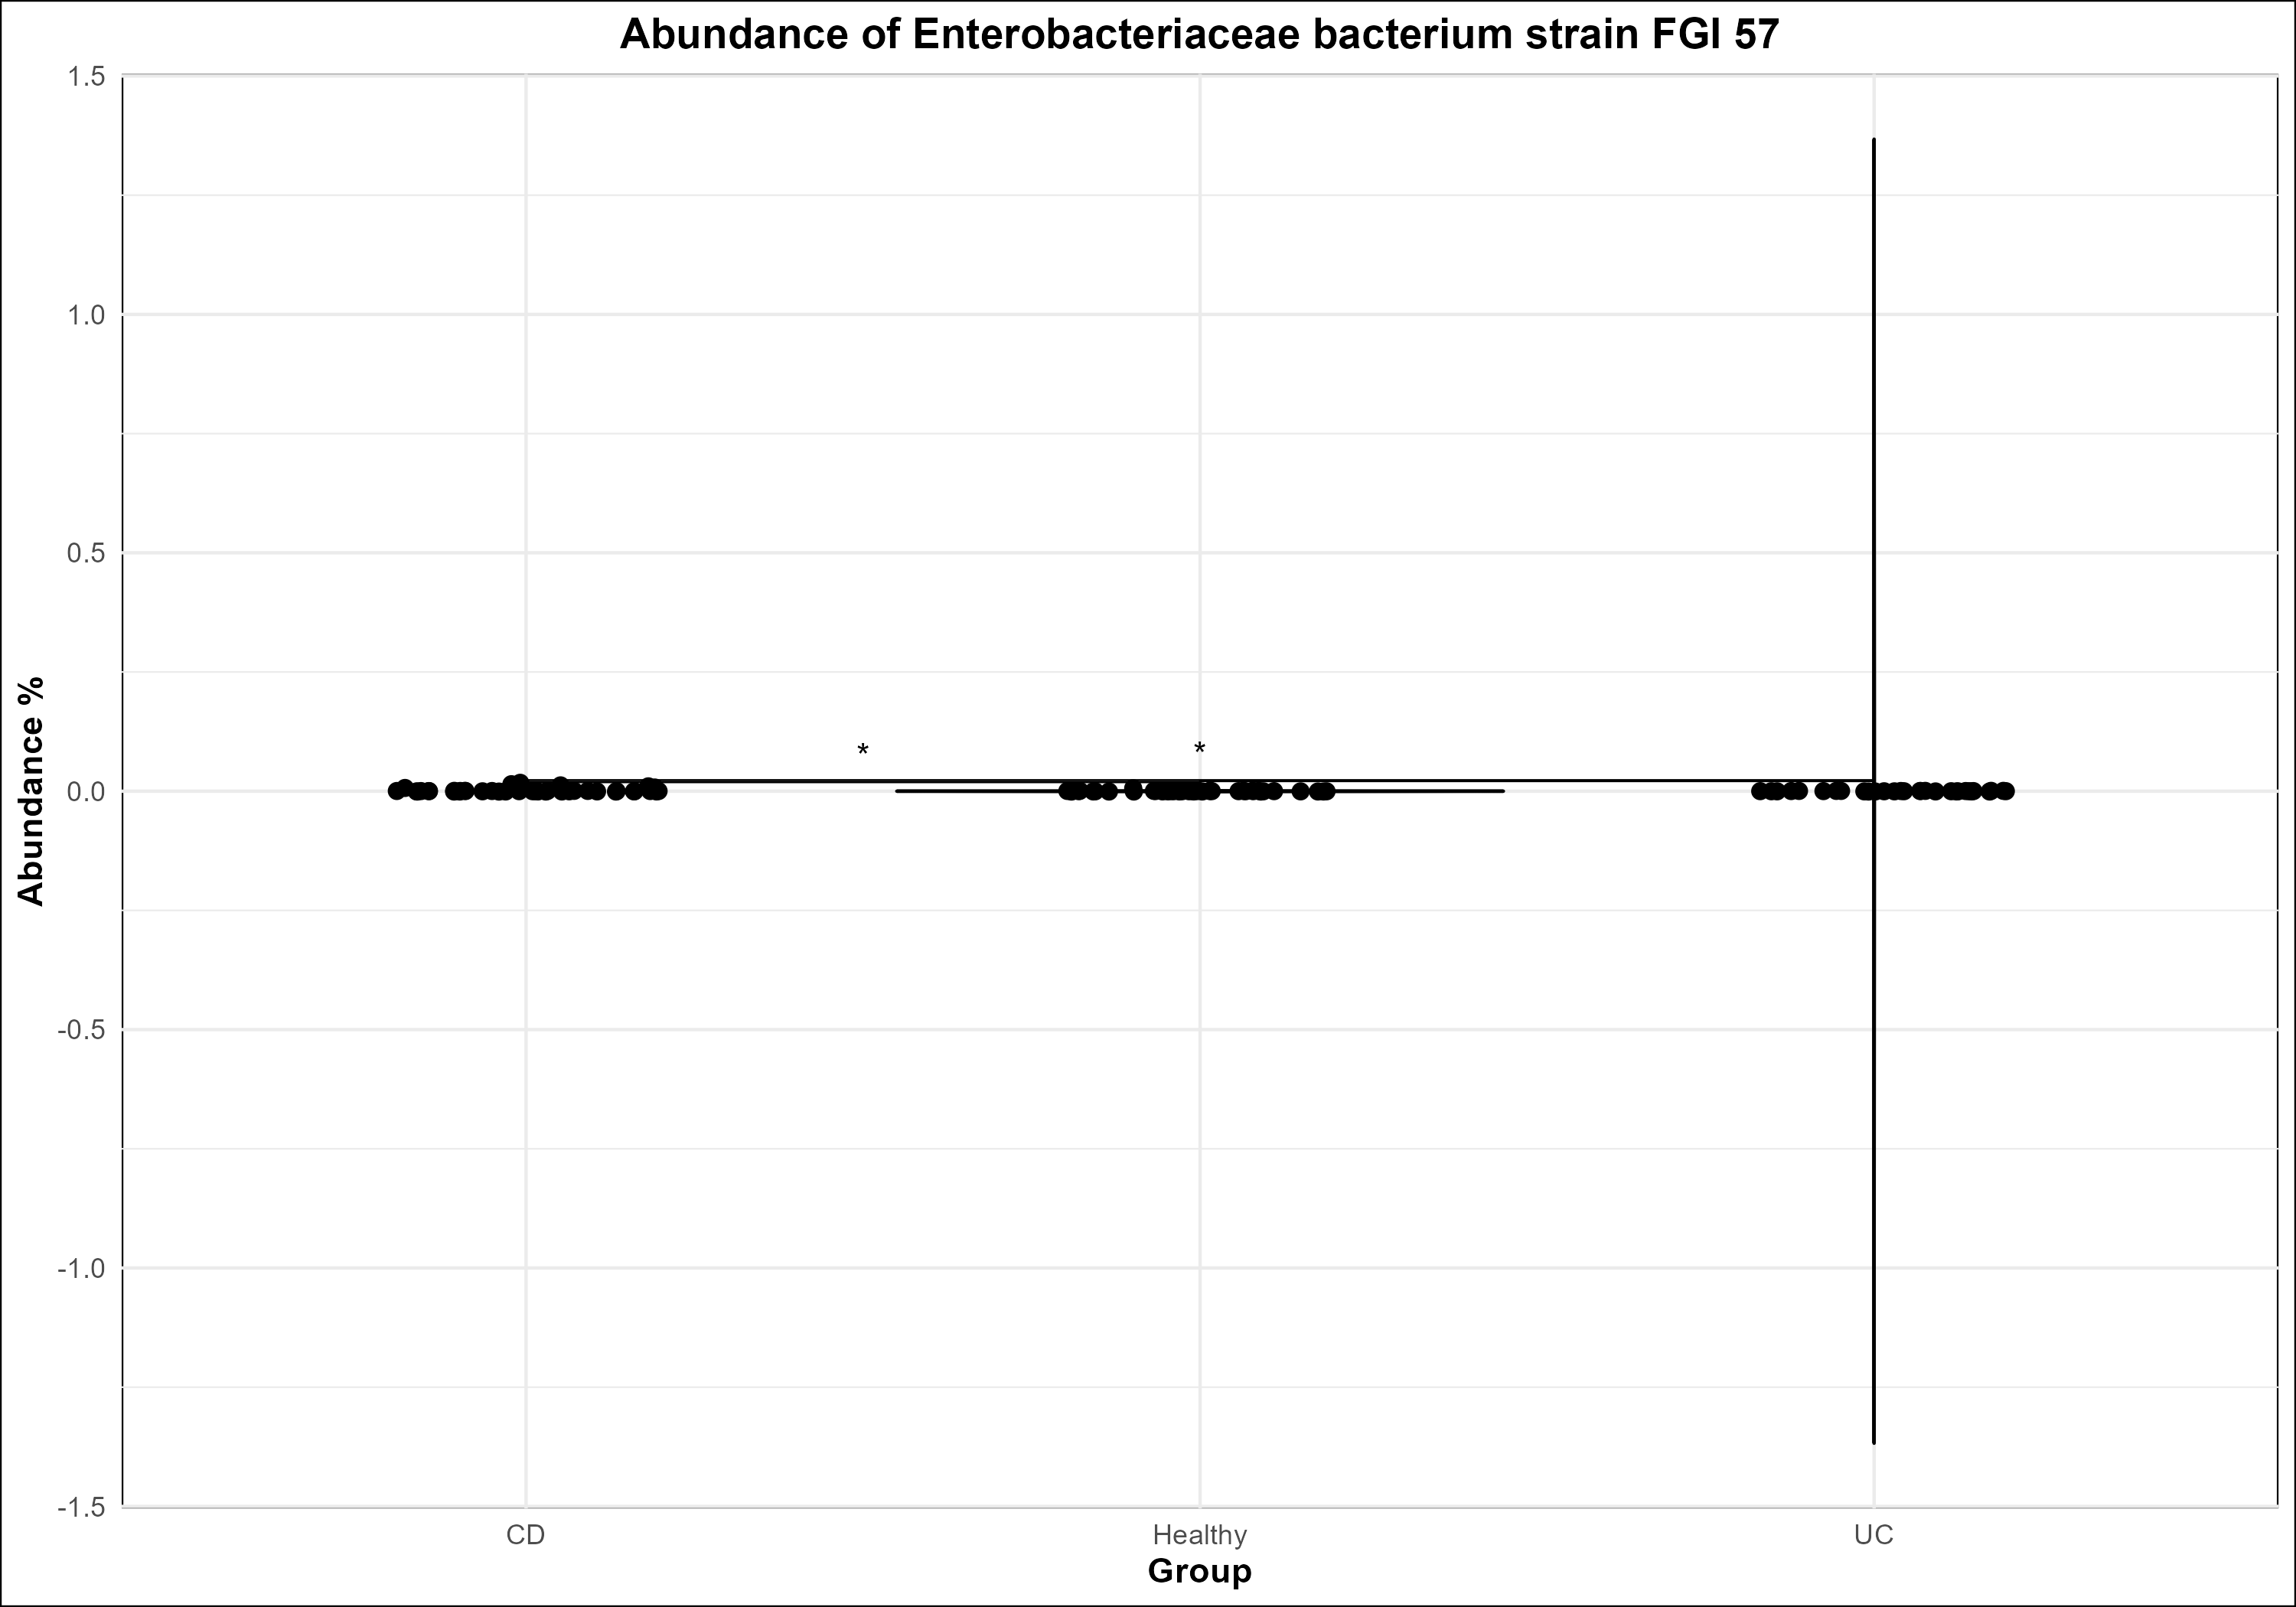 Abundance of Enterobacteriaceae bacterium strain FGI 57
Abundance %
1.5
1.0
0.5
0.0
-0.5
-1.0
-1.5
*
*
CD
Healthy
UC
Group